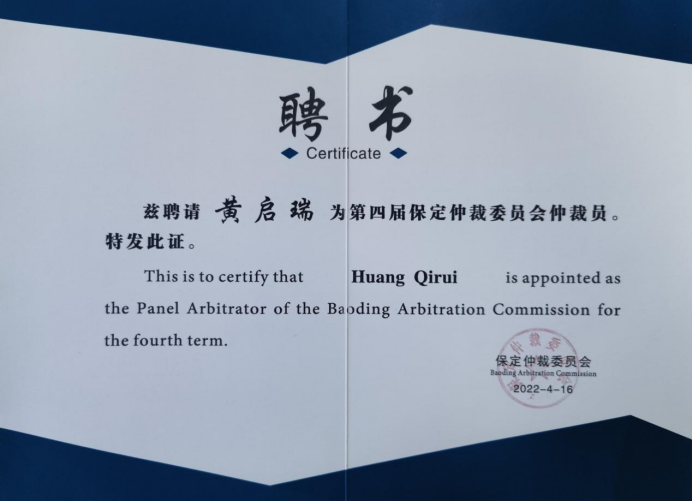 聘书
Certificate
兹聘请 黄启瑞 为第四届保定仲裁委员会仲裁员。
特发此证。
This is to certify that Huang Qirui is appointed as
the Panel Arbitrator of the Baoding Arbitration Commission for
the fourth term.
保定仲裁委员会
Baoding Arbitration Commission
2022-4-16